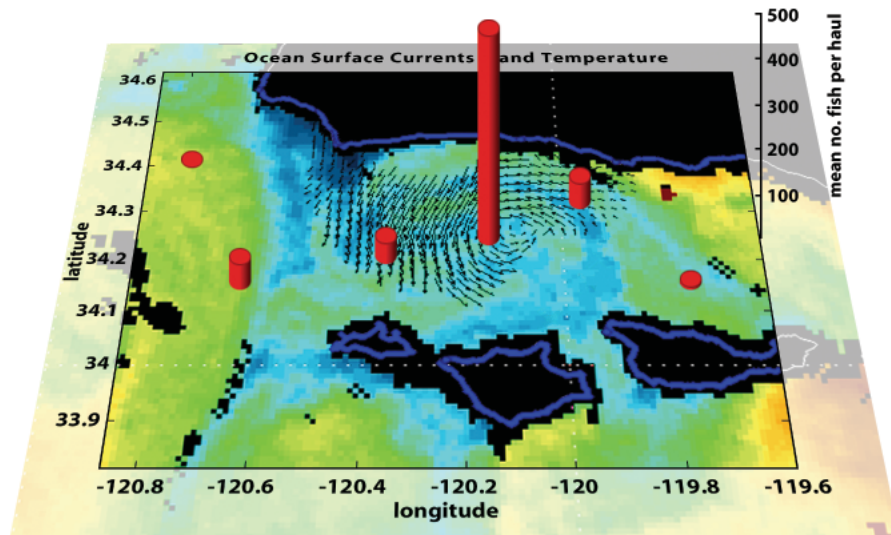 Ocean Surface Currents and Temperature
500
400
300
200
100
mean no. fish per haul
34.6
34.5
34.4
34.3
34.2
34.1
34
33.9
latitude
-120.8 -120.6 -120.4 -120.2 -120 -119.8 -119.6
longitude